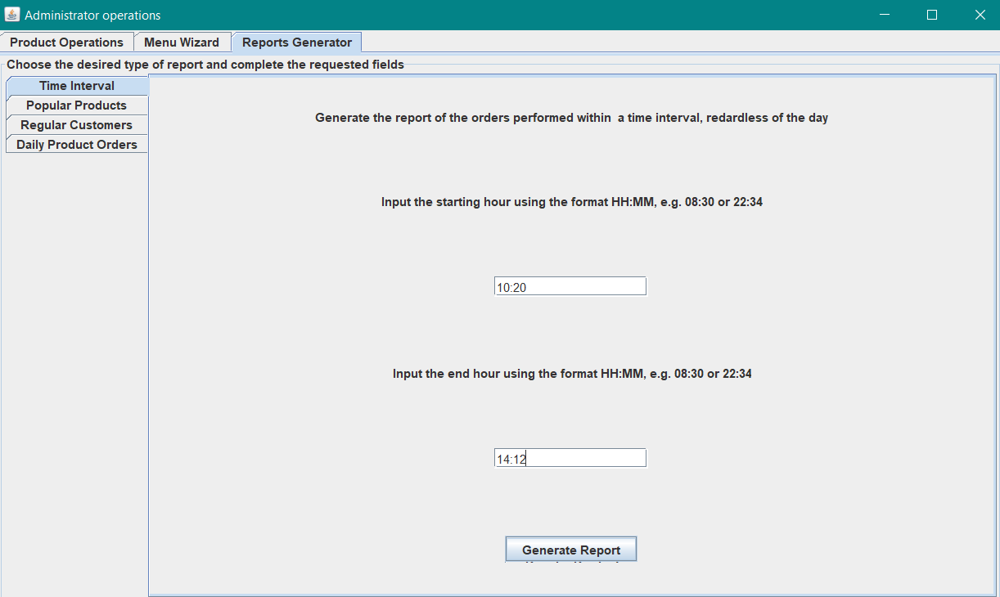 Administrator operations
Product Operations Menu Wizard Reports Generator
Choose the desired type of report and complete the requested fields
Time Interval
Popular Products
Regular Customers
Daily Product Orders
Generate the report of the orders performed within  a time interval, redardless of the day
Input the starting hour using the format HH:MM, e.g. 08:30 or 22:34
10:20
Input the end hour using the format HH:MM, e.g. 08:30 or 22:34
14:12
Generate Report